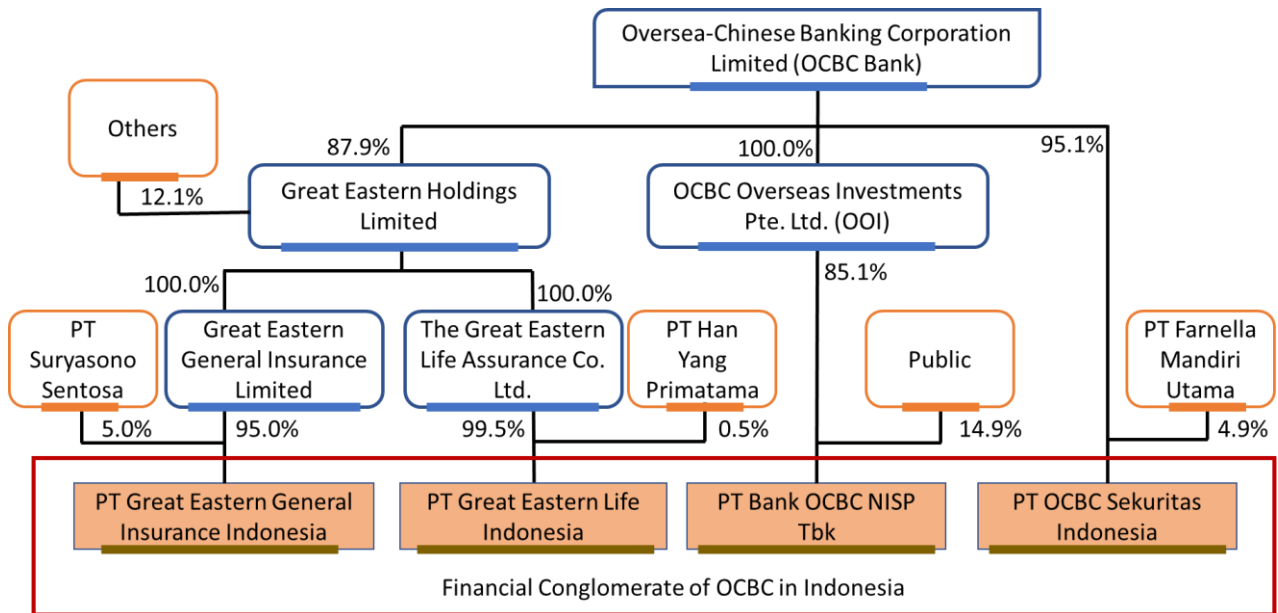 Oversea-Chinese Banking Corporation
Limited (OCBC Bank)
Others
87.9%
100.0%
95.1%
12.1%
Great Eastern Holdings
Limited
OCBC Overseas Investments
Pte. Ltd. (OOI)
85.1%
100.0%
100.0%
PT
Suryasono
Sentosa
Great Eastern
General Insurance
Limited
The Great Eastern
Life Assurance Co.
Ltd.
PT Han
Yang
Primatama
Public
PT Farnella
Mandiri
Utama
5.0%
95.0%
99.5%
0.5%
14.9%
4.9%
PT Great Eastern General
Insurance Indonesia
PT Great Eastern Life
Indonesia
PT Bank OCBC NISP
Tbk
PT OCBC Sekuritas
Indonesia
Financial Conglomerate of OCBC in Indonesia